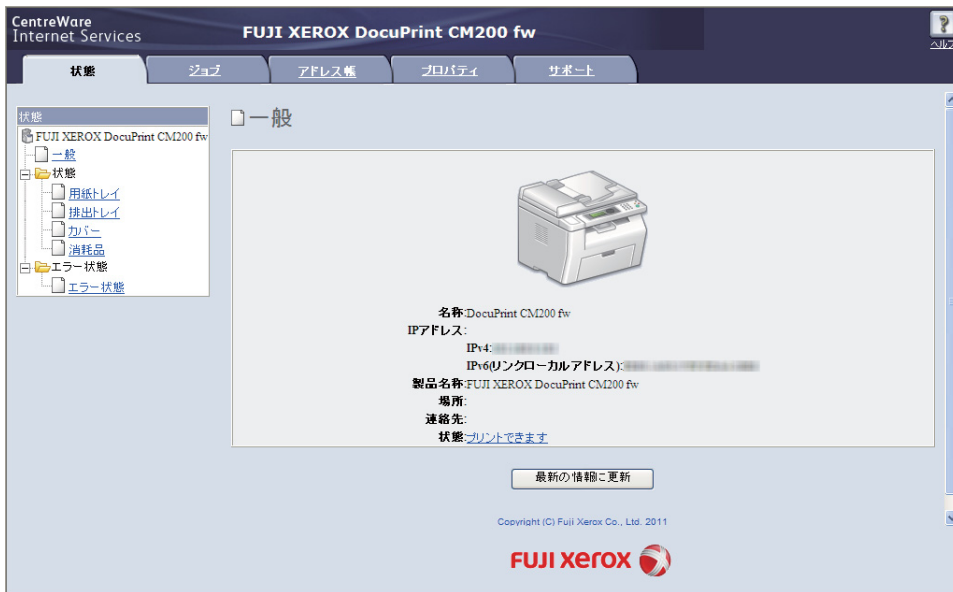 CentreWare
Internet Services
FUJI XEROX DocuPrint CM200 fw
?
ヘルプ
状態
ジョブ
アドレス帳
プロパティ
サポート
状態
FUJI XEROX DocuPrint CM200 fw
一般
状態
用紙トレイ
排出トレイ
カバー
消耗品
エラー状態
エラー状態
一般
名称:DocuPrint CM200 fw
IPアドレス:
IPv4:
IPv6(リンクローカルアドレス):
製品名称:FUJI XEROX DocuPrint CM200 fw
場所:
連絡先:
状態:プリントできます
最新の情報に更新
Copyright (C) Fuji Xerox Co., Ltd. 2011
FUJI xerox